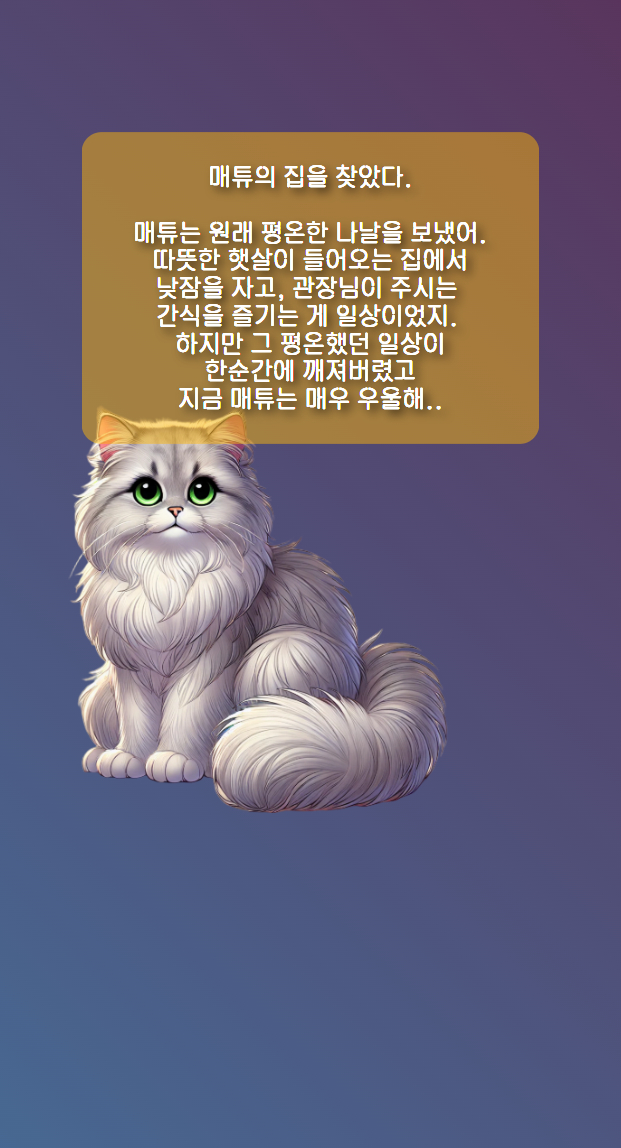 매튜의 집을 찾았다.
매튜는 원래 평온한 나날을 보냈어.
따뜻한 햇살이 들어오는 집에서
낮잠을 자고, 관장님이 주시는
간식을 즐기는 게 일상이었지.
하지만 그 평온했던 일상이
한순간에 깨져버렸고
지금 매튜는 매우 우울해..